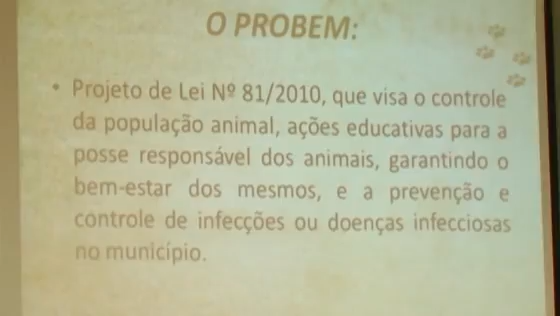 O PROBEM:
• Projeto de Lei Nº 81/2010, que visa o controle
da população animal, ações educativas para a
posse responsável dos animais, garantindo o
bem-estar dos mesmos, e a prevenção e
controle de infecções ou doenças infecciosas
no município.